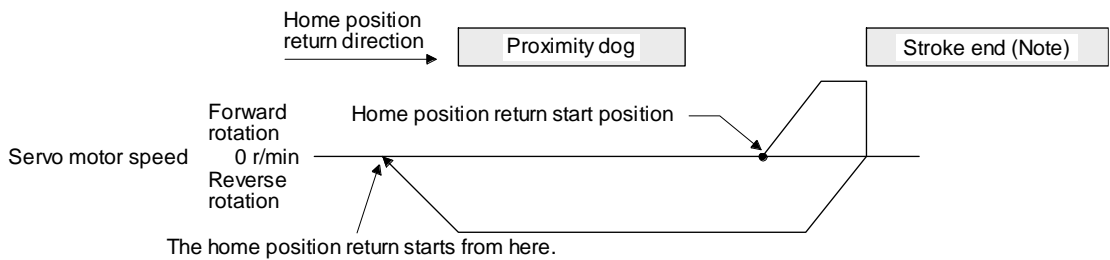 Home position
return direction
Proximity dog
Stroke end (Note)
Forward
rotation
Home position return start position
Servo motor speed
0 r/min
Reverse
rotation
The home position return starts from here.